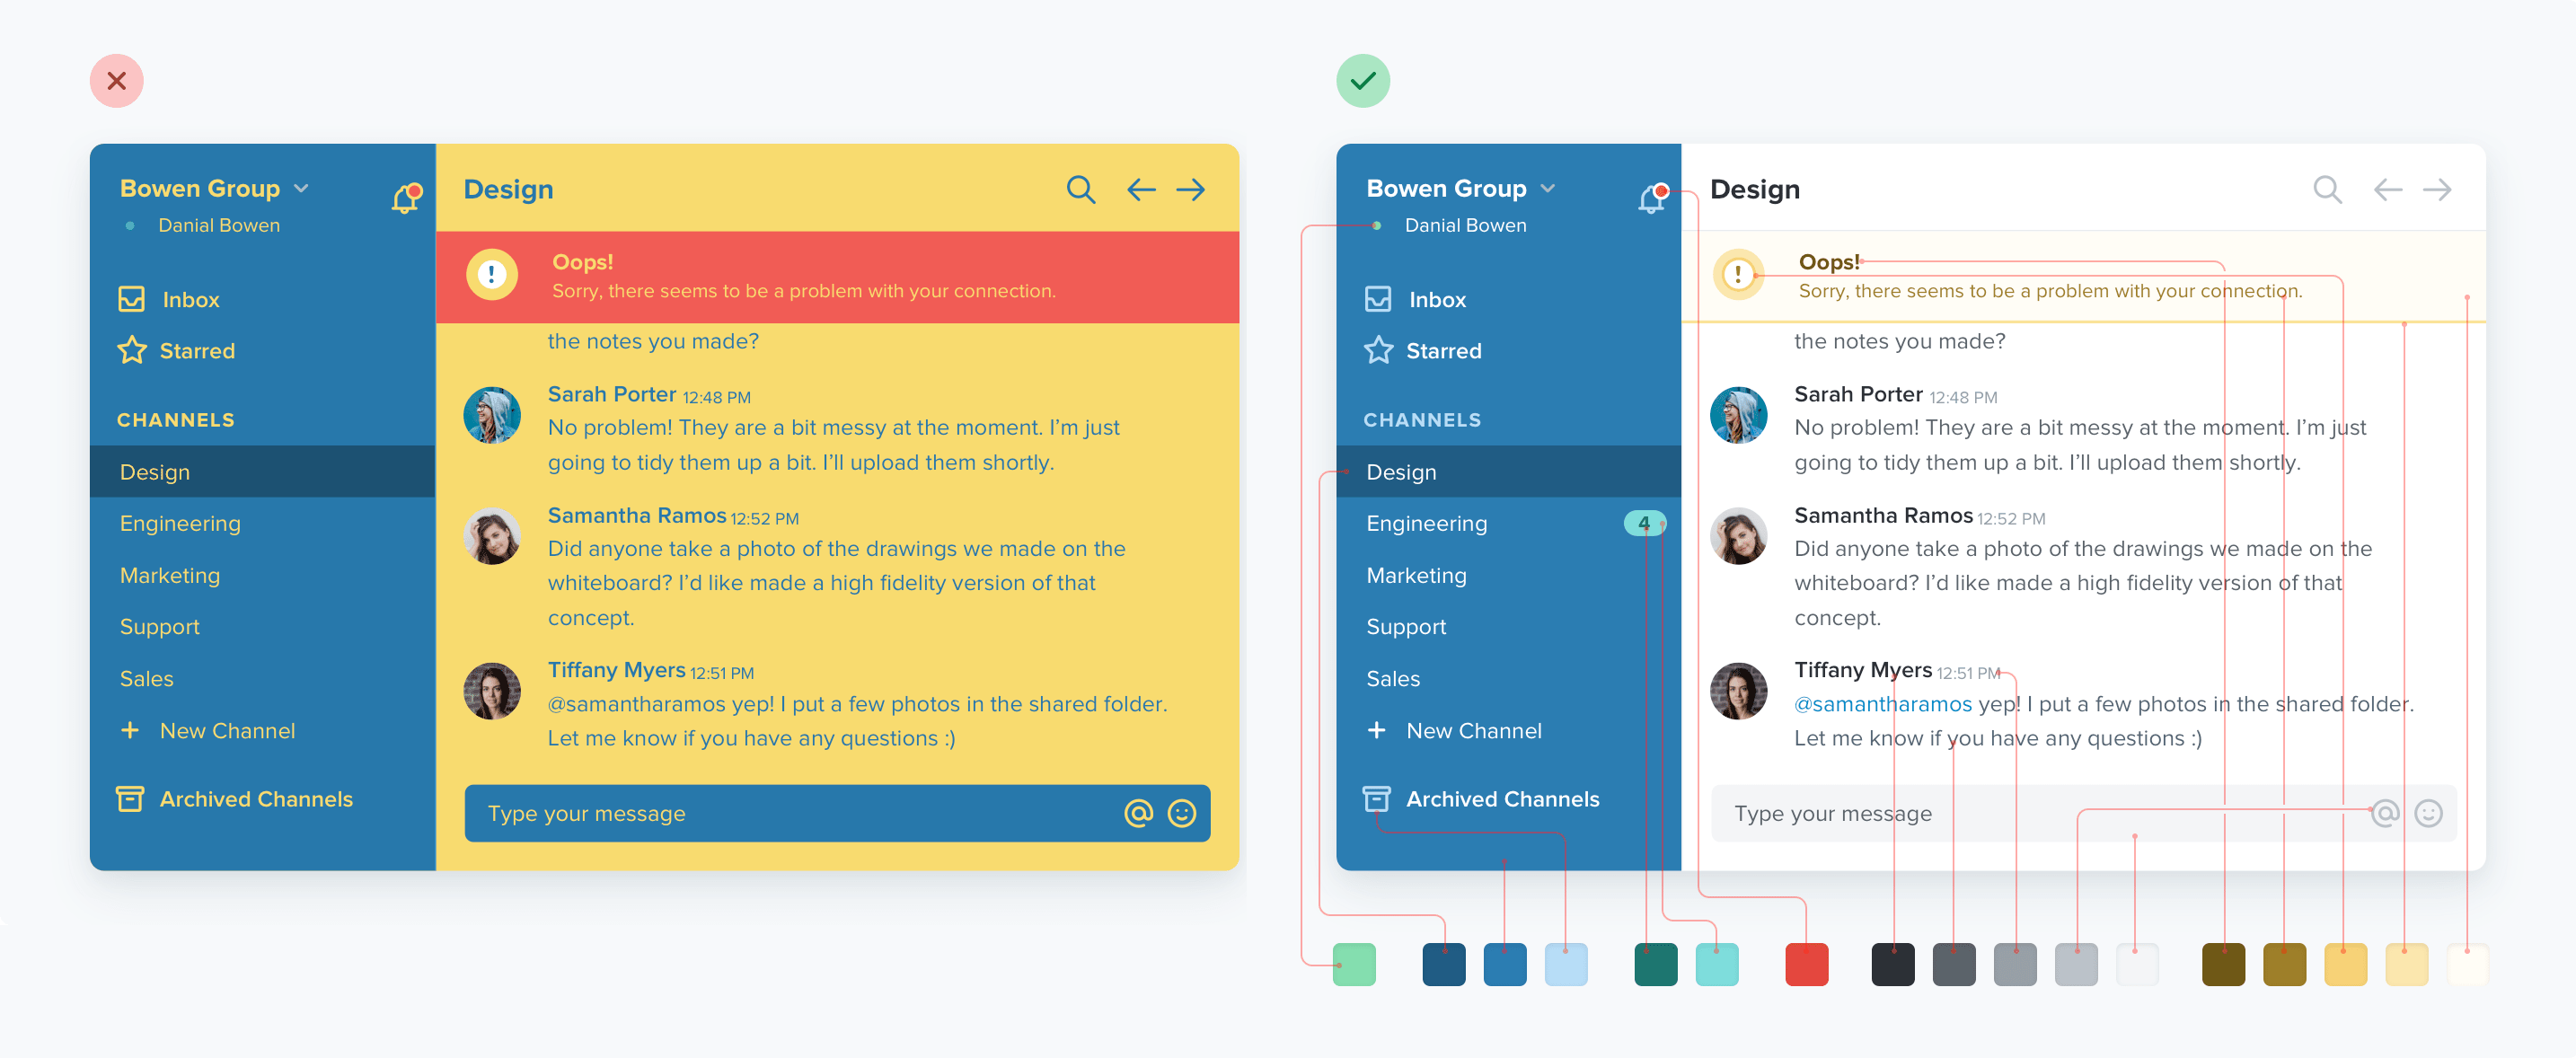 Bowen Group
Danial Bowen
Inbox
Starred
CHANNELS
Design
Engineering
Marketing
Support
Sales
+ New Channel
Archived Channels
Design
!
Oops!
Sorry, there seems to be a problem with your connection.
the notes you made?
Sarah Porter 12:48 PM
No problem! They are a bit messy at the moment. I’m just
going to tidy them up a bit. I’ll upload them shortly.
Samantha Ramos 12:52 PM
Did anyone take a photo of the drawings we made on the
whiteboard? I’d like made a high fidelity version of that
concept.
Tiffany Myers 12:51 PM
@samantharamos yep! I put a few photos in the shared folder.
Let me know if you have any questions :)
Type your message @
Bowen Group
Danial Bowen
Inbox
Starred
CHANNELS
Design
Engineering 4
Marketing
Support
Sales
+ New Channel
Archived Channels
Design
!
Oops!
Sorry, there seems to be a problem with your connection.
the notes you made?
Sarah Porter 12:48 PM
No problem! They are a bit messy at the moment. I’m just
going to tidy them up a bit. I’ll upload them shortly.
Samantha Ramos 12:52 PM
Did anyone take a photo of the drawings we made on the
whiteboard? I’d like made a high fidelity version of that
concept.
Tiffany Myers 12:51 PM
@samantharamos yep! I put a few photos in the shared folder.
Let me know if you have any questions :)
Type your message @